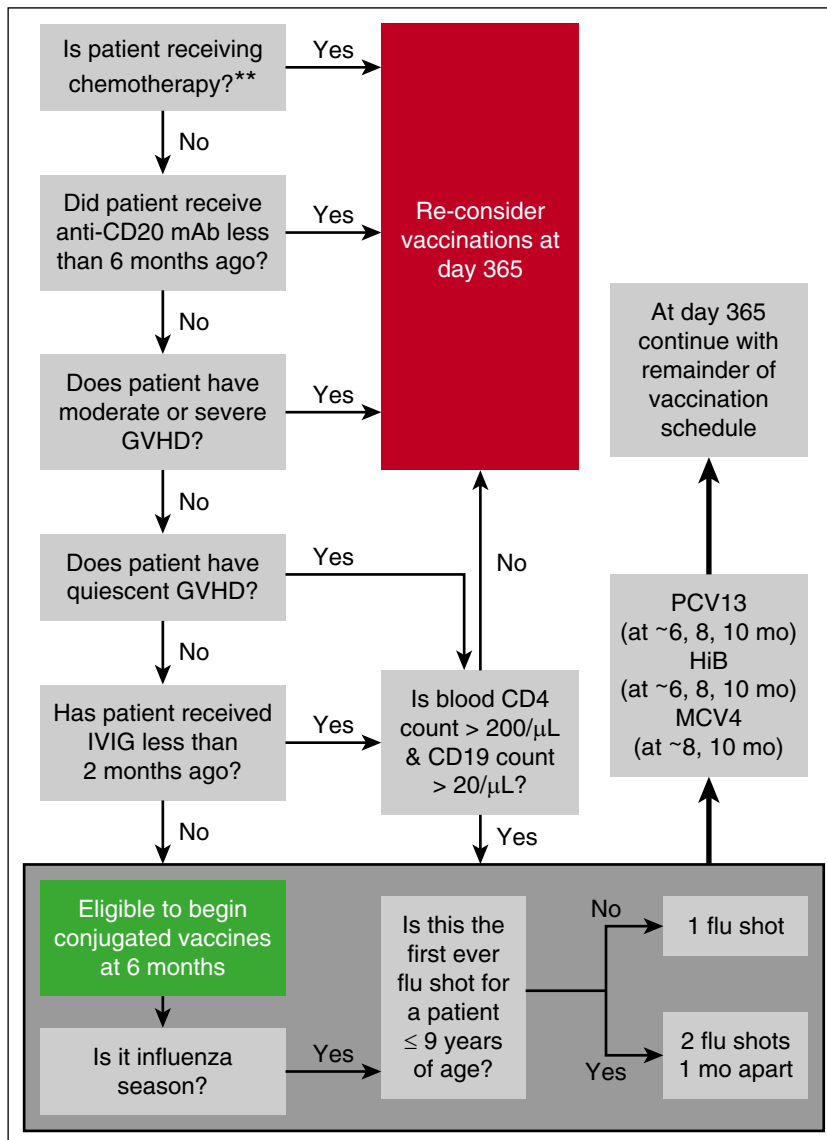 Is patient receiving
chemotherapy?**
Yes
No
Did patient receive
anti-CD20 mAb less
than 6 months ago?
Yes
No
Does patient have
moderate or severe
GVHD?
Yes
No
Does patient have
quiescent GVHD?
Yes
No
Has patient received
IVIG less than
2 months ago?
Yes
No
Re-consider
vaccinations at
day 365
No
Is blood CD4
count > 200/μL
& CD19 count
> 20/μL?
Yes
At day 365
continue with
remainder of
vaccination
schedule
PCV13
(at ~6, 8, 10 mo)
HiB
(at ~6, 8, 10 mo)
MCV4
(at ~8, 10 mo)
Eligible to begin
conjugated vaccines
at 6 months
Is it influenza
season?
Yes
Is this the
first ever
flu shot for
a patient
≤ 9 years
of age?
No
1 flu shot
Yes
2 flu shots
1 mo apart